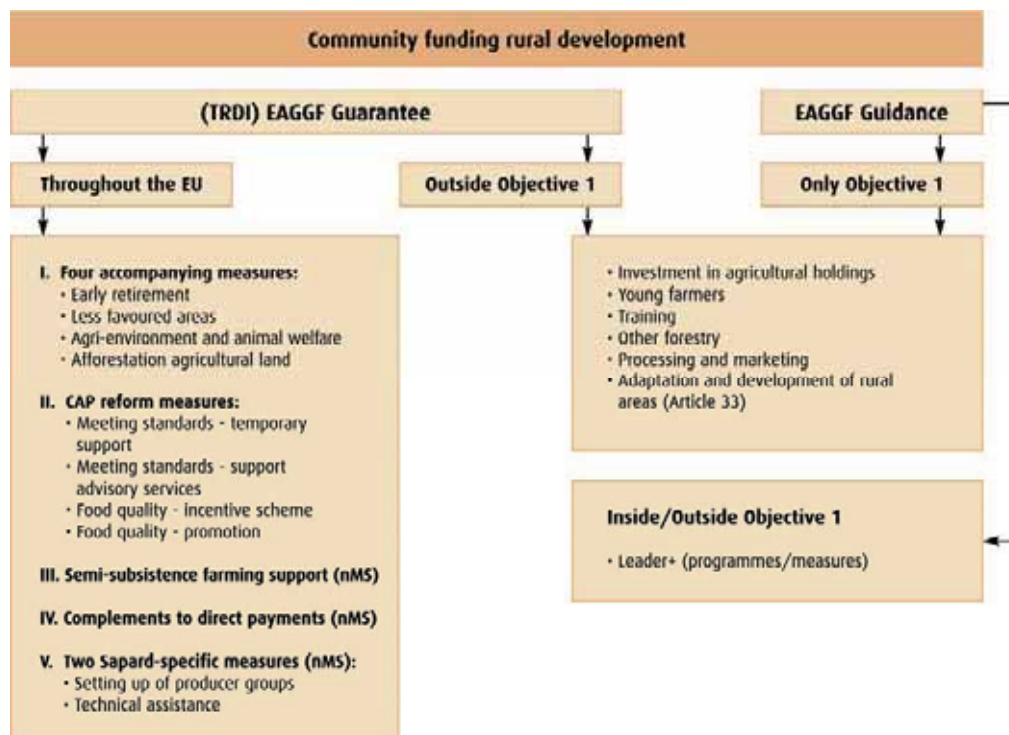 Community funding rural development
(TRDI) EAGGF Guarantee
EAGGF Guidance
Throughout the EU
Outside Objective 1
Only Objective 1
I. Four accompanying measures:
• Early retirement
• Less favoured areas
• Agri-environment and animal welfare
• Afforestation agricultural land
II. CAP reform measures:
• Meeting standards - temporary
support
• Meeting standards - support
advisory services
• Food quality - incentive scheme
• Food quality - promotion
III. Semi-subsistence farming support (nMS)
IV. Complements to direct payments (nMS)
V. Two Sapard-specific measures (nMS):
• Setting up of producer groups
• Technical assistance
• Investment in agricultural holdings
• Young farmers
• Training
• Other forestry
• Processing and marketing
• Adaptation and development of rural
areas (Article 33)
Inside/Outside Objective 1
• Leader+ (programmes/measures)